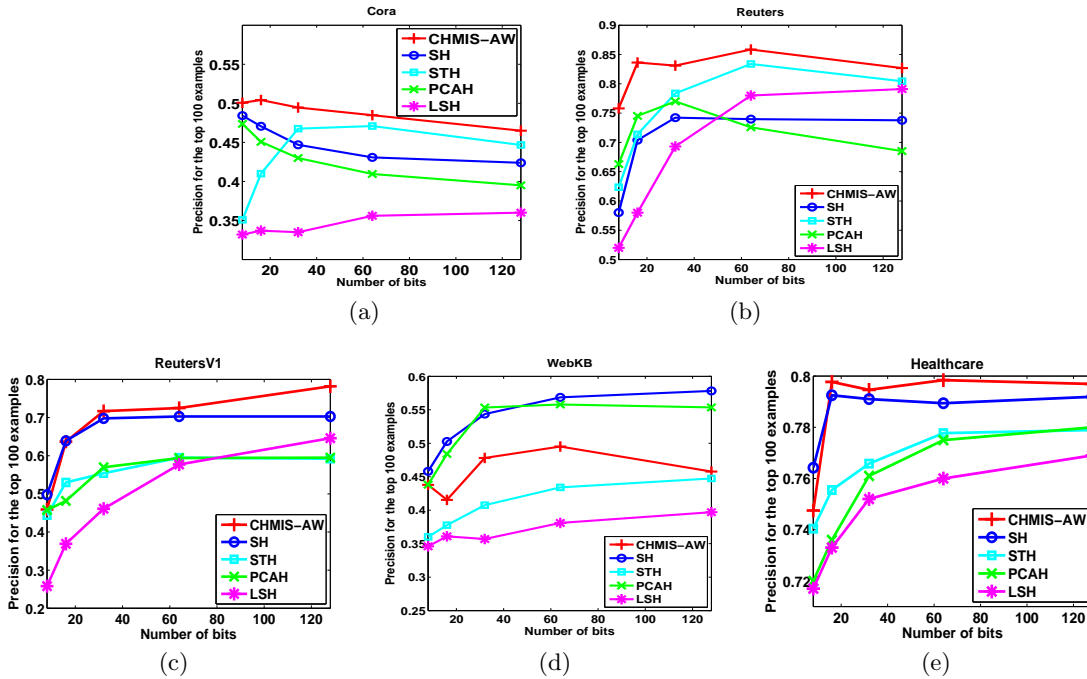 Cora
Precision for the top 100 examples
0.55
0.5
0.45
0.4
0.35
CHMIS-AW
SH
STH
PCAH
LSH
20 40 60 80 100 120
Number of bits
(a)
Reuters
Precision for the top 100 examples
0.9
0.85
0.8
0.75
0.7
0.65
0.6
0.55
0.5
CHMIS-AW
SH
STH
PCAH
LSH
20 40 60 80 100 120
Number of bits
(b)
ReutersV1
Precision for the top 100 examples
0.8
0.7
0.6
0.5
0.4
0.3
0.2
CHMIS-AW
SH
STH
PCAH
LSH
20 40 60 80 100 120
Number of bits
(c)
WebKB
Precision for the top 100 examples
0.6
0.55
0.5
0.45
0.4
0.35
0.3
0.25
CHMIS-AW
SH
STH
PCAH
LSH
20 40 60 80 100 120
Number of bits
(d)
Healthcare
Precision for the top 100 examples
0.8
0.78
0.76
0.74
0.72
CHMIS-AW
SH
STH
PCAH
LSH
20 40 60 80 100 120
Number of bits
(e)